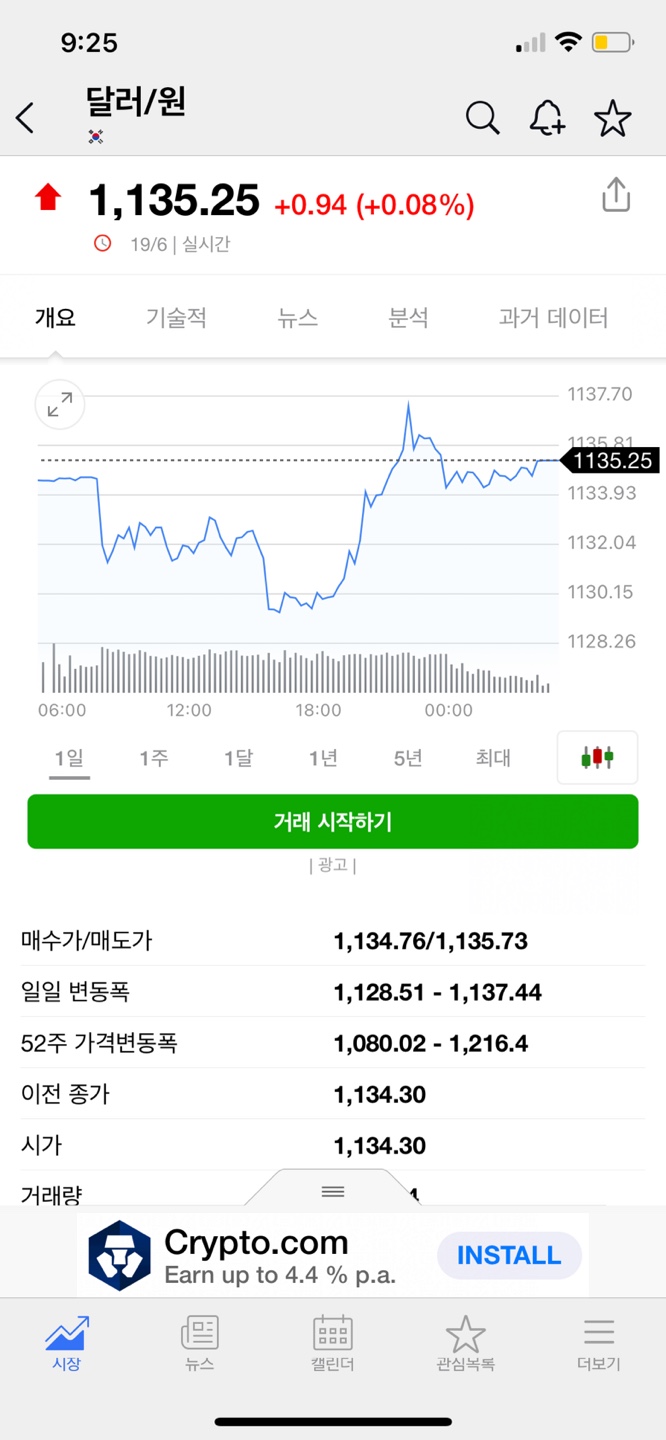 9:25
달러/원
1,135.25 +0.94 (+0.08%)
19/6 | 실시간
개요 기술적 뉴스 분석 과거 데이터
1137.70
1135.81
1135.25
1133.93
1132.04
1130.15
1128.26
06:00 12:00 18:00 00:00
1일 1주 1달 1년 5년 최대
거래 시작하기
| 광고 |
매수가/매도가 1,134.76/1,135.73
일일 변동폭 1,128.51 - 1,137.44
52주 가격변동폭 1,080.02 - 1,216.4
이전 종가 1,134.30
시가 1,134.30
거래량
Crypto.com
Earn up to 4.4 % p.a.
INSTALL
시장 뉴스 캘린더 관심목록 더보기